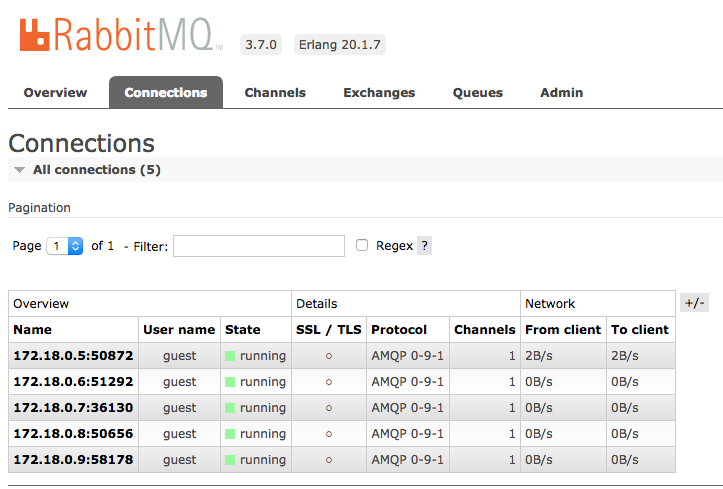 RabbitMQ TM 3.7.0 Erlang 20.1.7
Overview Connections Channels Exchanges Queues Admin
Connections
All connections (5)
Pagination
Page 1 of 1 - Filter: Regex ?
Overview Details Network +/-
Name User name State SSL / TLS Protocol Channels From client To client
172.18.0.5:50872 guest running ○ AMQP 0-9-1 1 2B/s 2B/s
172.18.0.6:51292 guest running ○ AMQP 0-9-1 1 0B/s 0B/s
172.18.0.7:36130 guest running ○ AMQP 0-9-1 1 0B/s 0B/s
172.18.0.8:50656 guest running ○ AMQP 0-9-1 1 0B/s 0B/s
172.18.0.9:58178 guest running ○ AMQP 0-9-1 1 0B/s 0B/s